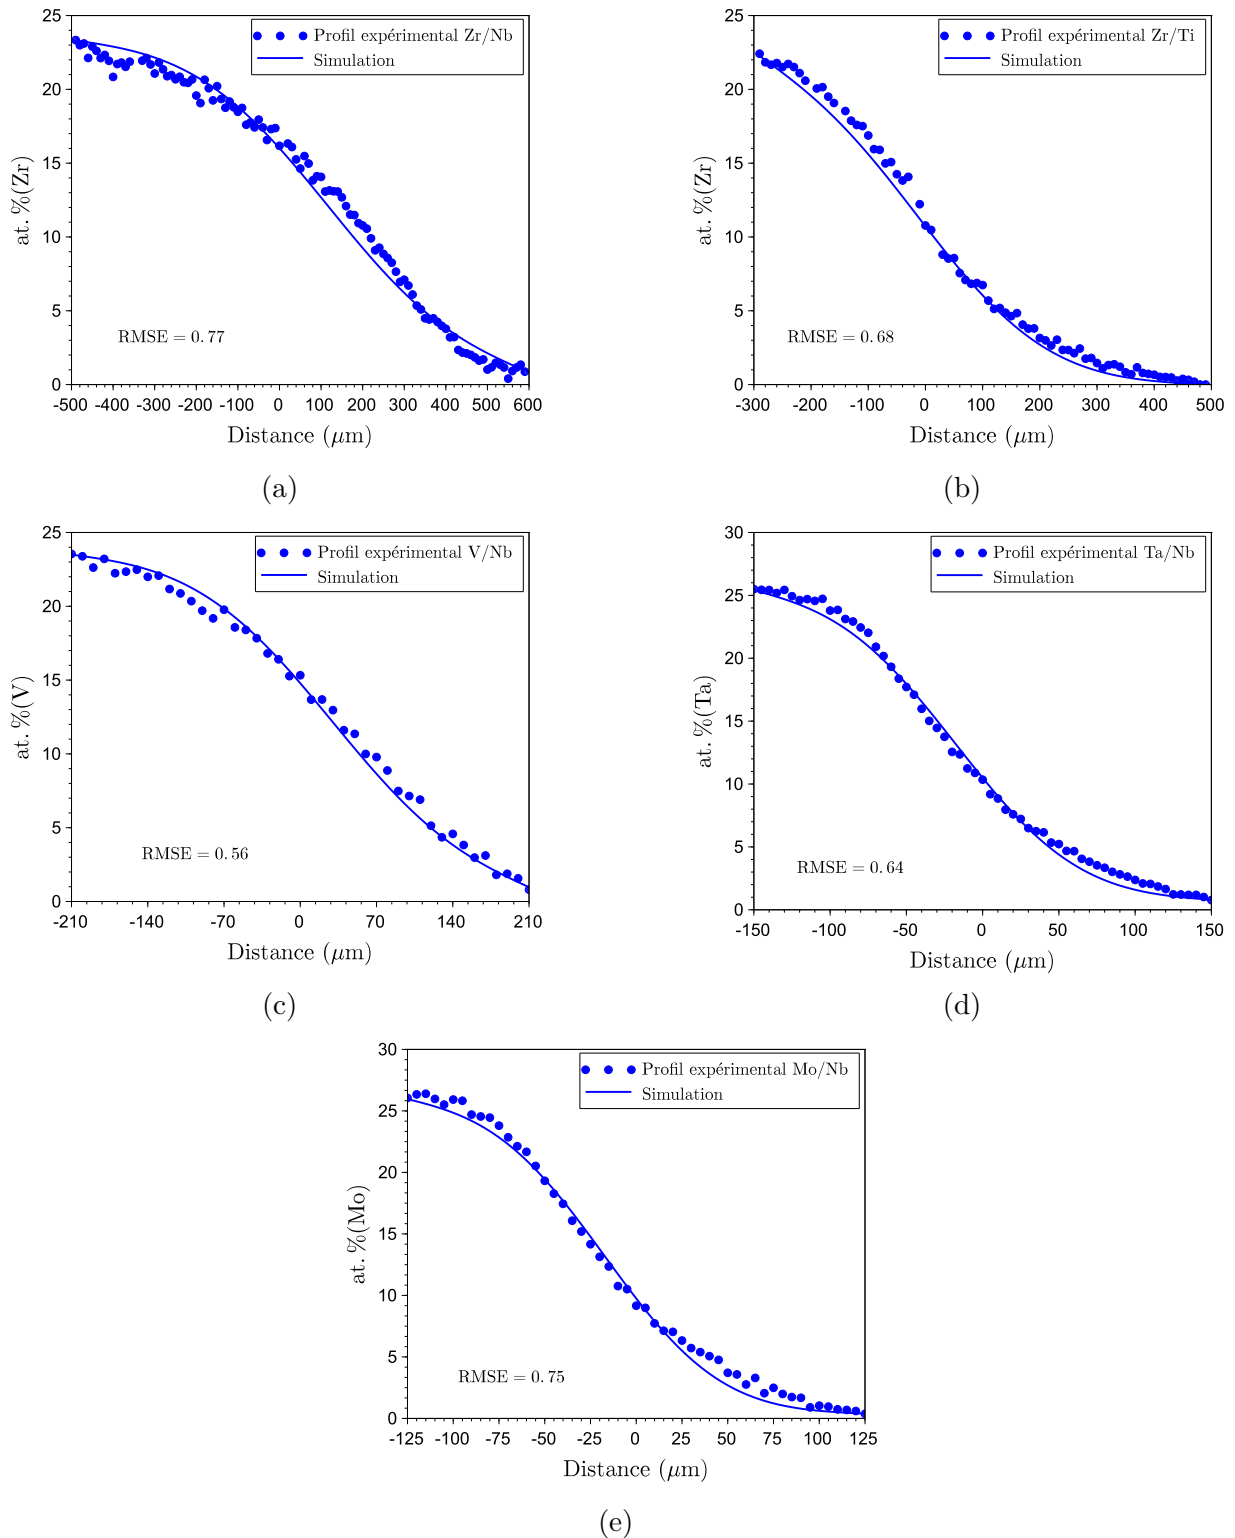 25
20
15
10
5
0
at. %(Zr)
Profil expérimental Zr/Nb
Simulation
RMSE = 0.77
-500 -400 -300 -200 -100 0 100 200 300 400 500 600
Distance (μm)
(a)
25
20
15
10
5
0
at. %(Zr)
Profil expérimental Zr/Ti
Simulation
RMSE = 0.68
-300 -200 -100 0 100 200 300 400 500
Distance (μm)
(b)
25
20
15
10
5
0
at. %(V)
Profil expérimental V/Nb
Simulation
RMSE = 0.56
-210 -140 -70 0 70 140 210
Distance (μm)
(c)
30
25
20
15
10
5
0
at. %(Ta)
Profil expérimental Ta/Nb
Simulation
RMSE = 0.64
-150 -100 -50 0 50 100 150
Distance (μm)
(d)
30
25
20
15
10
5
0
at. %(Mo)
Profil expérimental Mo/Nb
Simulation
RMSE = 0.75
-125 -100 -75 -50 -25 0 25 50 75 100 125
Distance (μm)
(e)